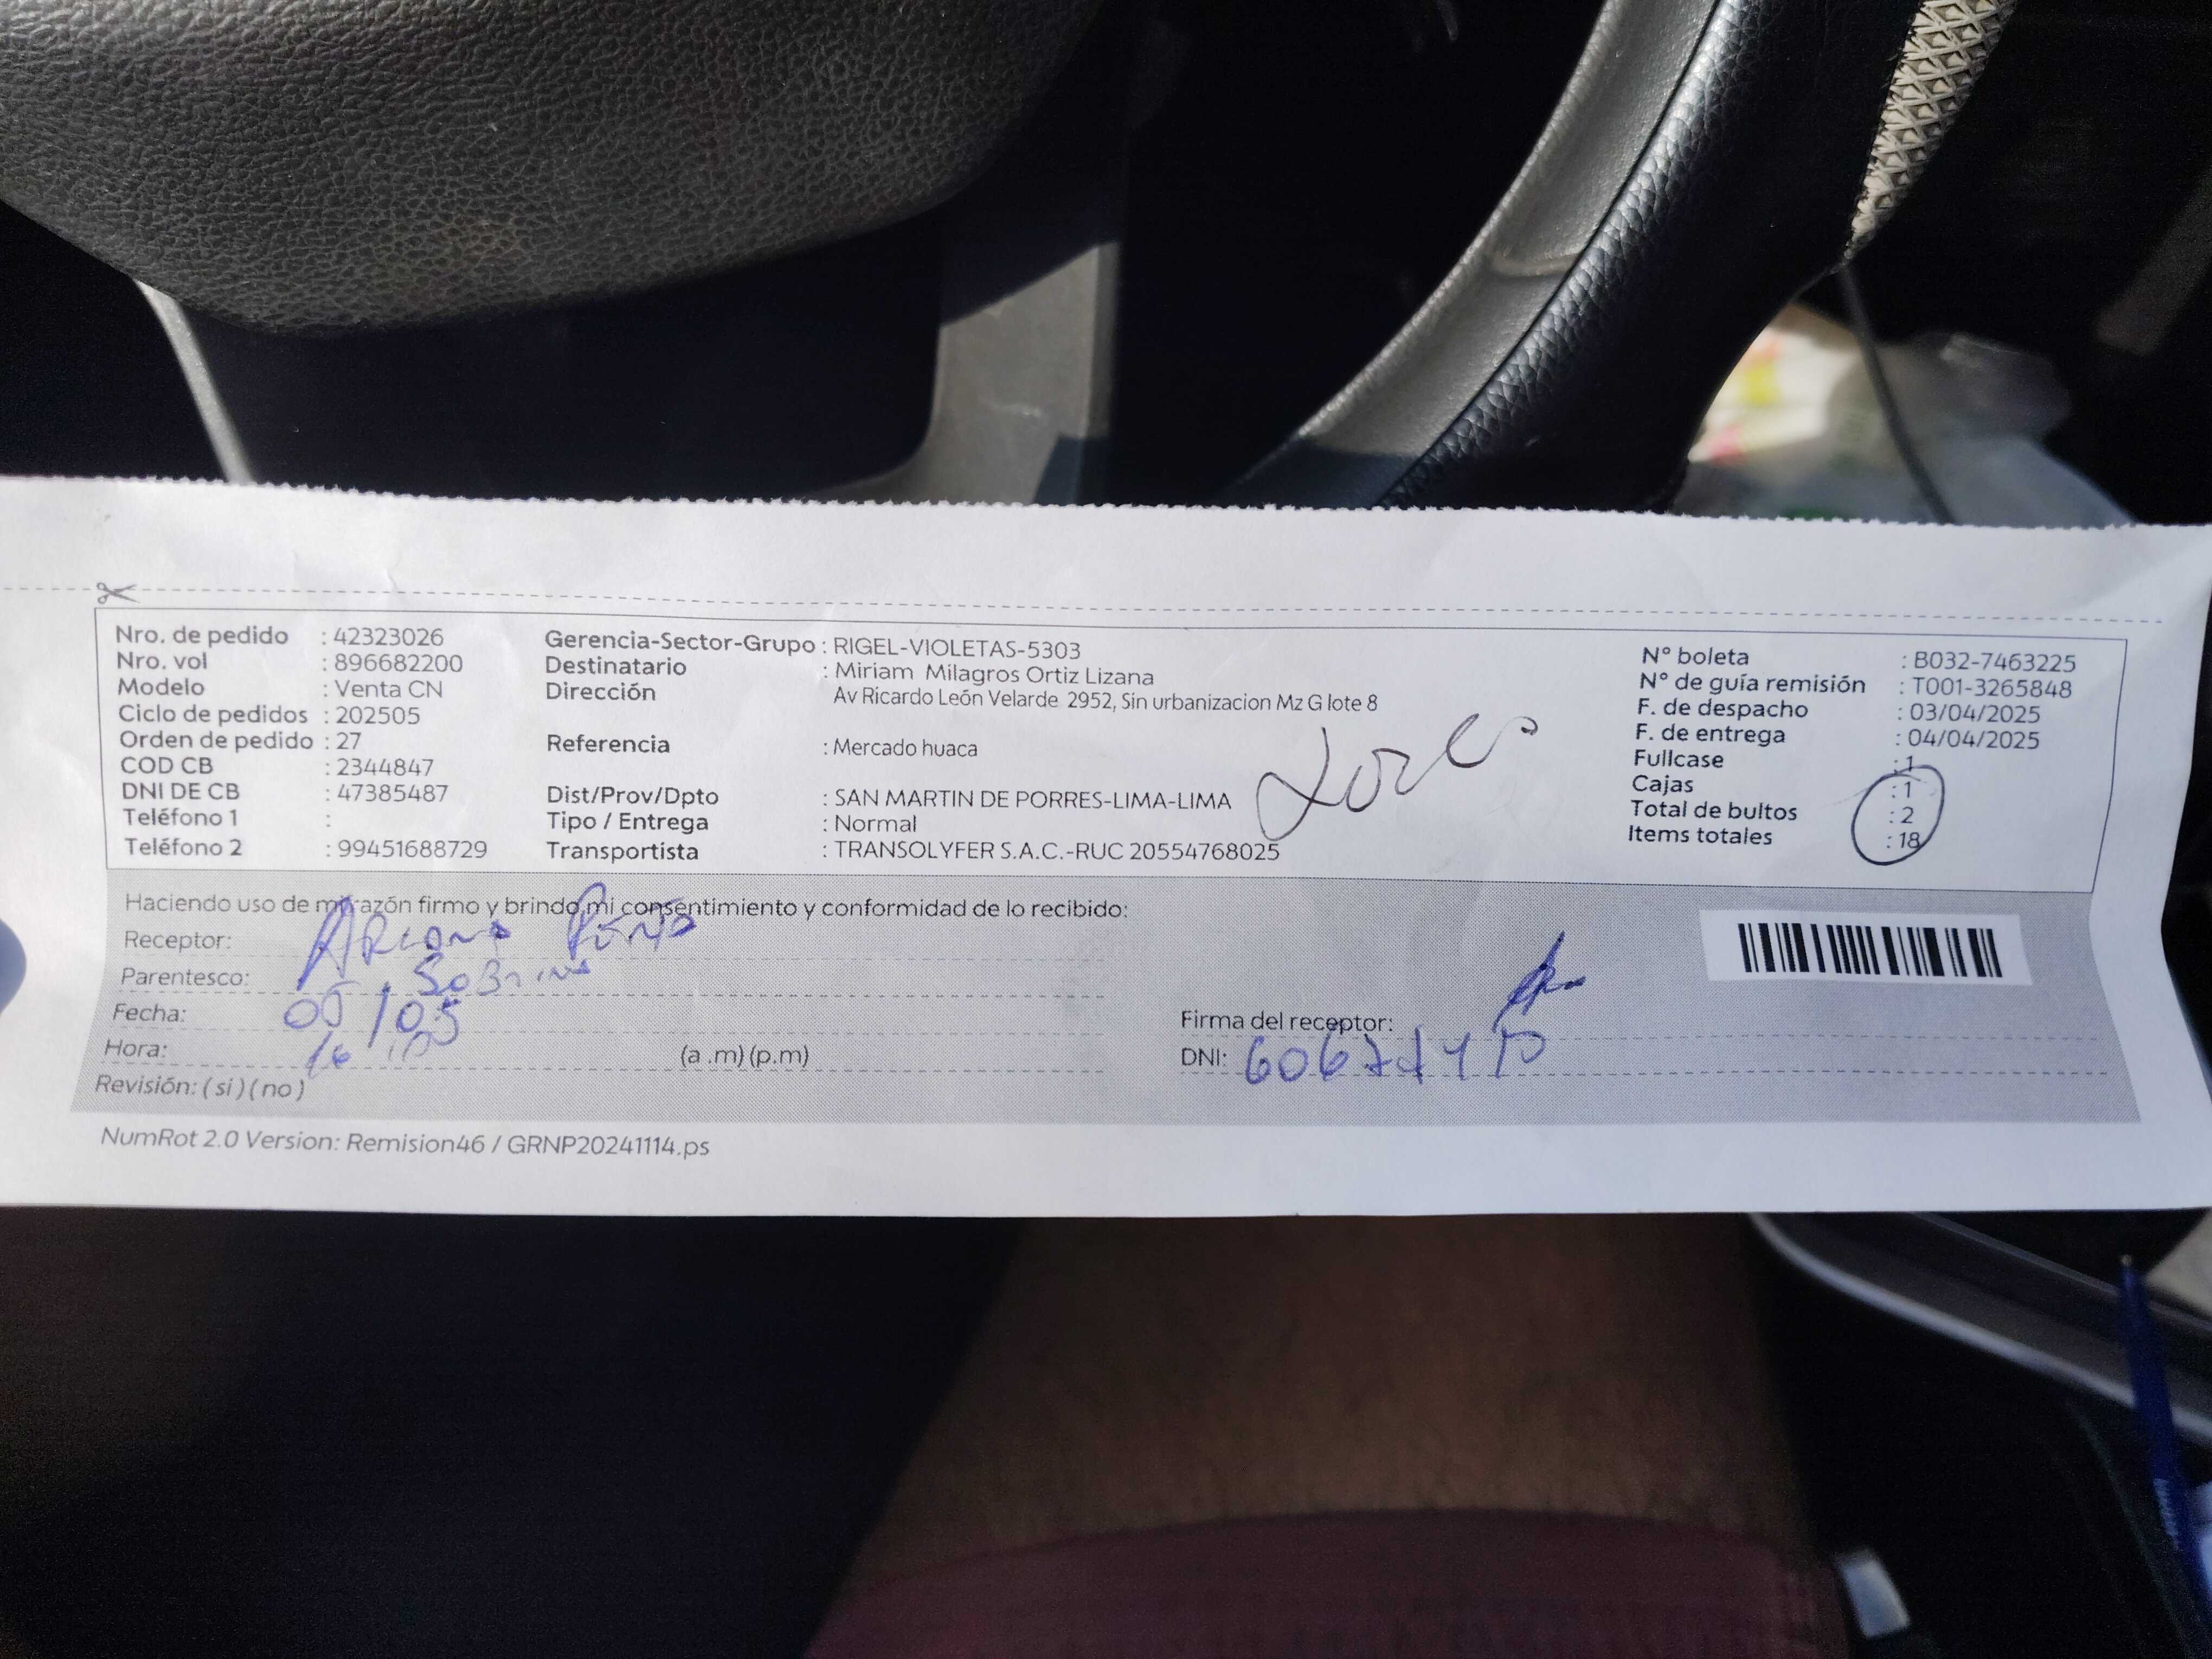 Nro. de pedido : 42323026
Nro. vol : 896682200
Modelo : Venta CN
Ciclo de pedidos : 202505
Orden de pedido : 27
COD CB : 2344847
DNI DE CB : 47385487
Teléfono 1 :
Teléfono 2 : 99451688729
Gerencia-Sector-Grupo : RIGEL-VIOLETAS-5303
Destinatario : Miriam Milagros Ortiz Lizana
Dirección Av Ricardo León Velarde 2952, Sin urbanizacion Mz G lote 8
Referencia : Mercado huaca
Dist/Prov/Dpto : SAN MARTIN DE PORRES-LIMA-LIMA
Tipo / Entrega : Normal
Transportista : TRANSOLYFER S.A.C.-RUC 20554768025
N° boleta : B032-7463225
N° de guía remisión : T001-3265848
F. de despacho : 03/04/2025
F. de entrega : 04/04/2025
Fullcase : 1
Cajas : 1
Total de bultos : 2
Items totales : 18
Haciendo uso de mi razón firmo y brindo mi consentimiento y conformidad de lo recibido:
Receptor:
Parentesco:
Fecha: 05/05
Hora: (a .m) (p.m)
Revisión: ( si ) ( no )
Firma del receptor:
DNI:
NumRot 2.0 Version: Remision46 / GRNP20241114.ps